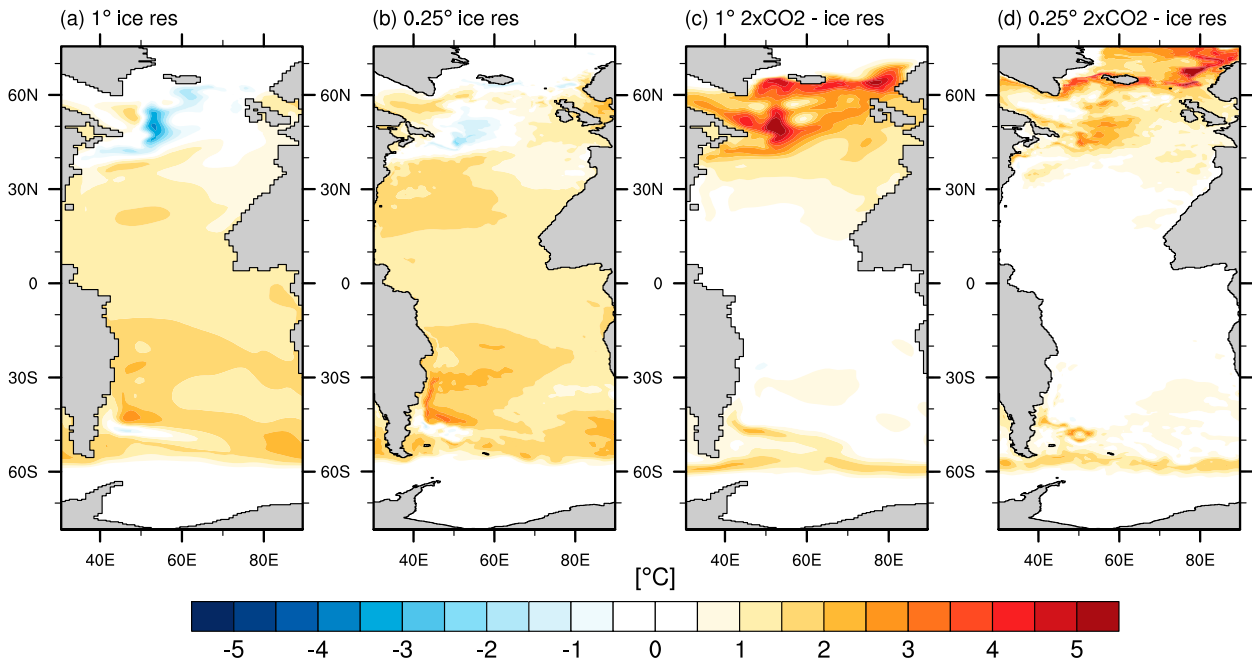 (a) 1° ice res
(b) 0.25° ice res
(c) 1° 2xCO2 - ice res
(d) 0.25° 2xCO2 - ice res
60N 60N 60N 60N
30N 30N 30N 30N
0 0 0 0
30S 30S 30S 30S
60S 60S 60S 60S
40E 60E 80E 40E 60E 80E 40E 60E 80E 40E 60E 80E
[°C]
-5 -4 -3 -2 -1 0 1 2 3 4 5